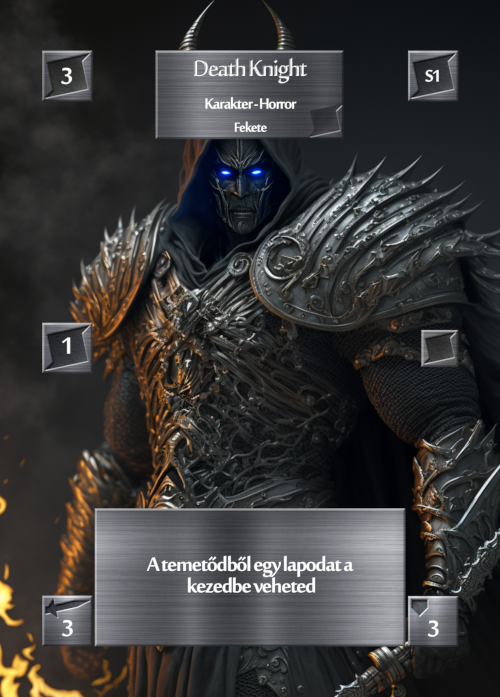 3
Death Knight
S1
Karakter-Horror
Fekete
1
A temetődből egy lapodat a
kezedbe veheted
3
3